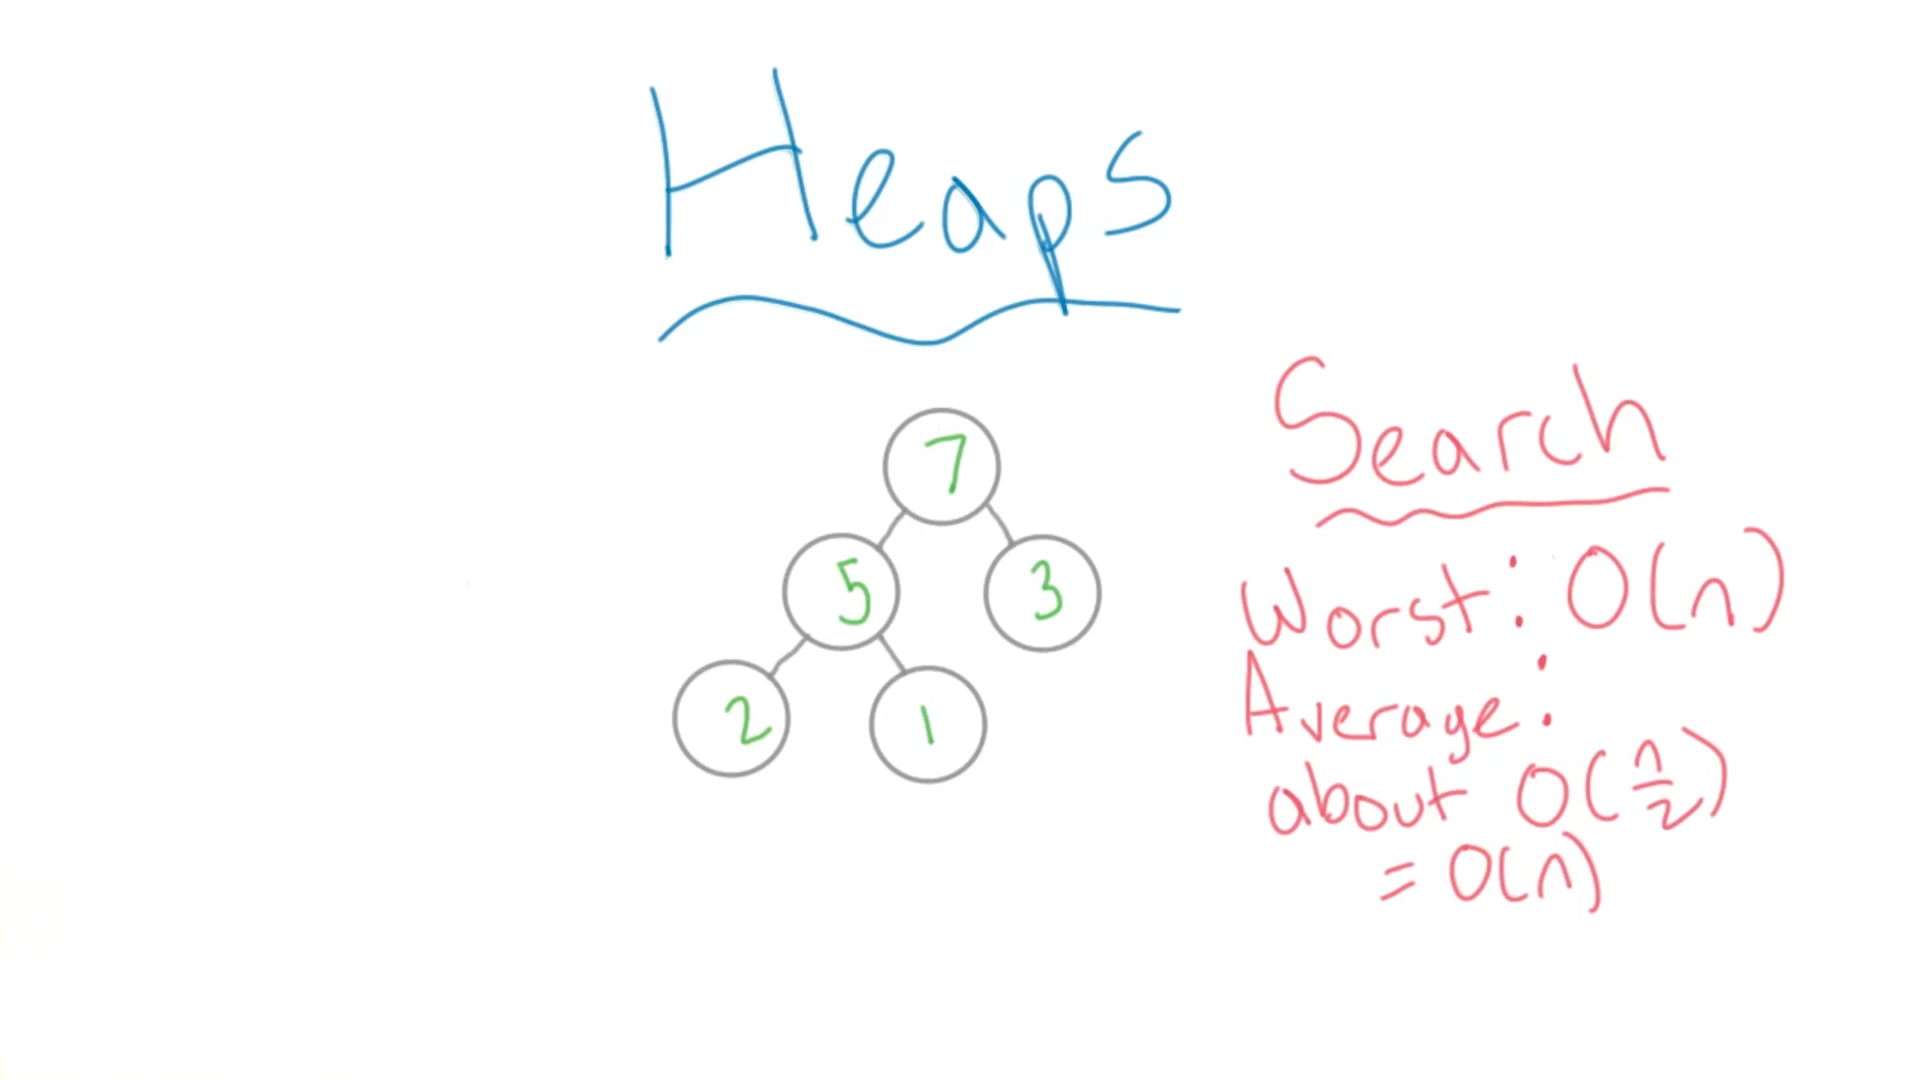 Heaps
7
5 3
2 1
Search
Worst: O(n)
Average:
about O(n/2)
= O(n)